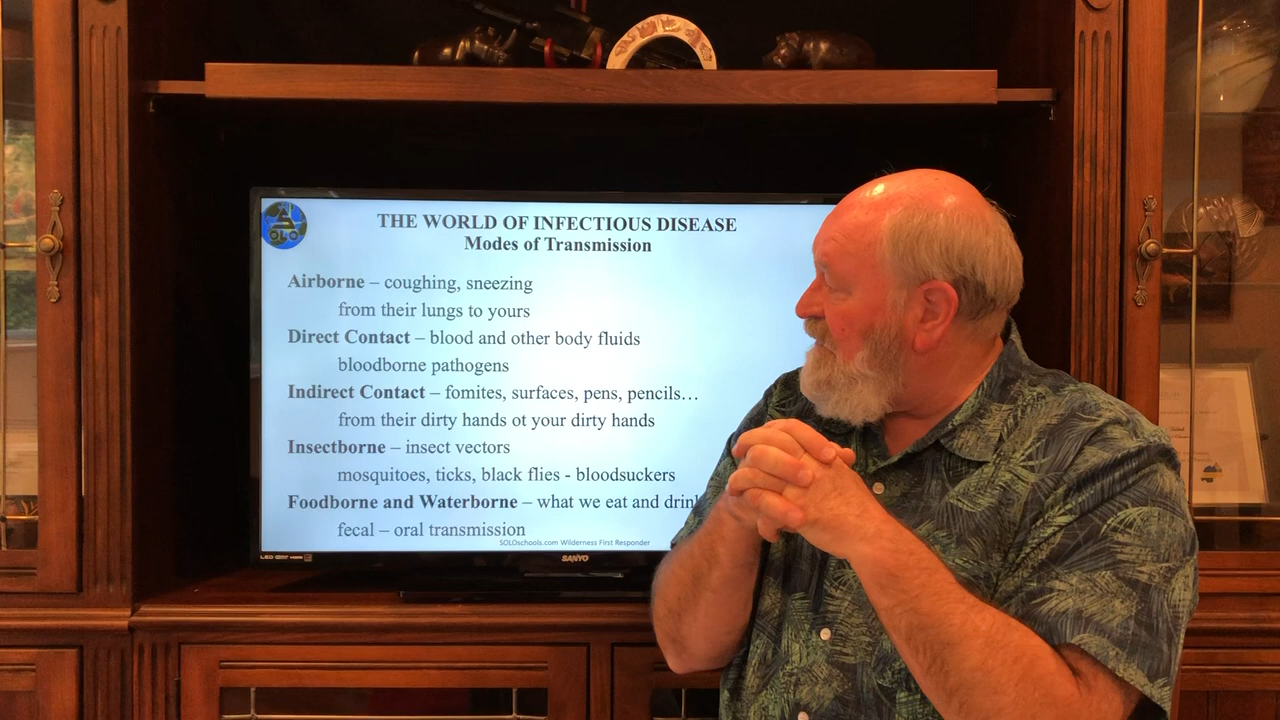 SOLO
THE WORLD OF INFECTIOUS DISEASE
Modes of Transmission
Airborne – coughing, sneezing
from their lungs to yours
Direct Contact – blood and other body fluids
bloodborne pathogens
Indirect Contact – fomites, surfaces, pens, pencils…
from their dirty hands ot your dirty hands
Insectborne – insect vectors
mosquitoes, ticks, black flies - bloodsuckers
Foodborne and Waterborne – what we eat and drin
fecal – oral transmission
SOLOschools.com Wilderness First Responder
LED
SANYO